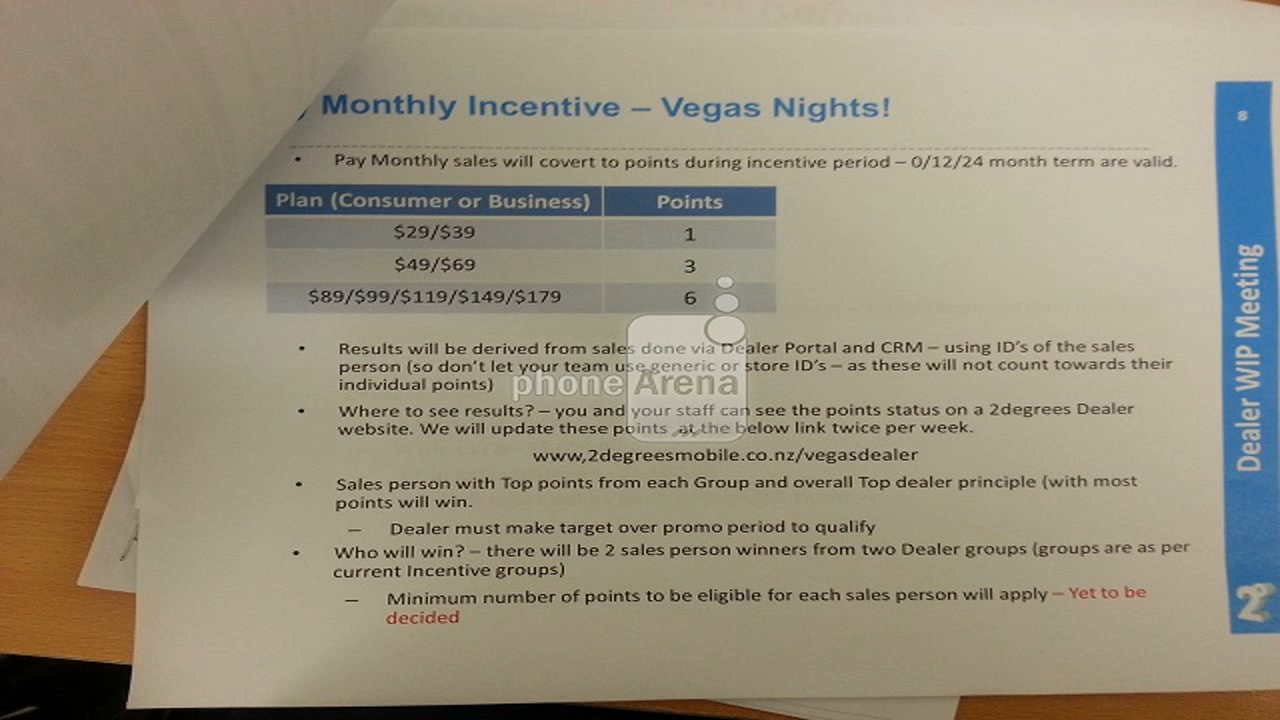 Monthly Incentive – Vegas Nights!
• Pay Monthly sales will covert to points during incentive period – 0/12/24 month term are valid.
Plan (Consumer or Business) Points
$29/$39 1
$49/$69 3
$89/$99/$119/$149/$179 6
• Results will be derived from sales done via Dealer Portal and CRM – using ID's of the sales
person (so don't let your team use generic or store ID's – as these will not count towards their
individual points)
• Where to see results? – you and your staff can see the points status on a 2degrees Dealer
website. We will update these points at the below link twice per week.
www,2degreesmobile.co.nz/vegasdealer
• Sales person with Top points from each Group and overall Top dealer principle (with most
points will win.
– Dealer must make target over promo period to qualify
• Who will win? – there will be 2 sales person winners from two Dealer groups (groups are as per
current Incentive groups)
– Minimum number of points to be eligible for each sales person will apply – Yet to be
decided
8
Dealer WIP Meeting
2
phone Arena